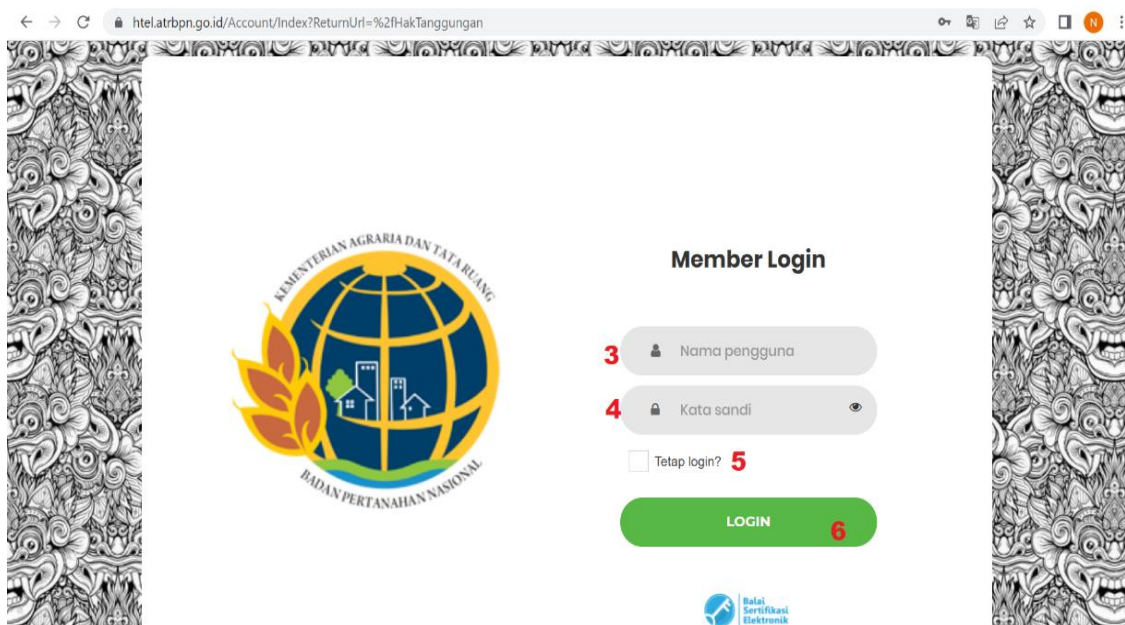 htel.atrbpn.go.id/Account/Index?ReturnUrl=%2fHakTanggungan
N
KEMENTERIAN AGRARIA DAN TATA RUANG
BADAN PERTANAHAN NASIONAL
Member Login
3 Nama pengguna
4 Kata sandi
Tetap login? 5
LOGIN 6
Balai
Sertifikasi
Elektronik